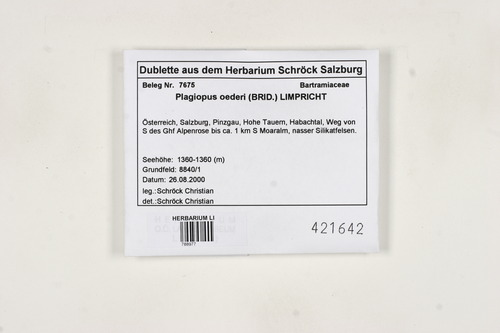 Dublette aus dem Herbarium Schröck Salzburg
Beleg Nr. 7675 Bartramiaceae
Plagiopus oederi (BRID.) LIMPRICHT
Österreich, Salzburg, Pinzgau, Hohe Tauern, Habachtal, Weg von
S des Ghf Alpenrose bis ca. 1 km S Moaralm, nasser Silikatfelsen.
Seehöhe: 1360-1360 (m)
Grundfeld: 8840/1
Datum: 26.08.2000
leg.:Schröck Christian
det.:Schröck Christian
HERBARIUM LI
421642